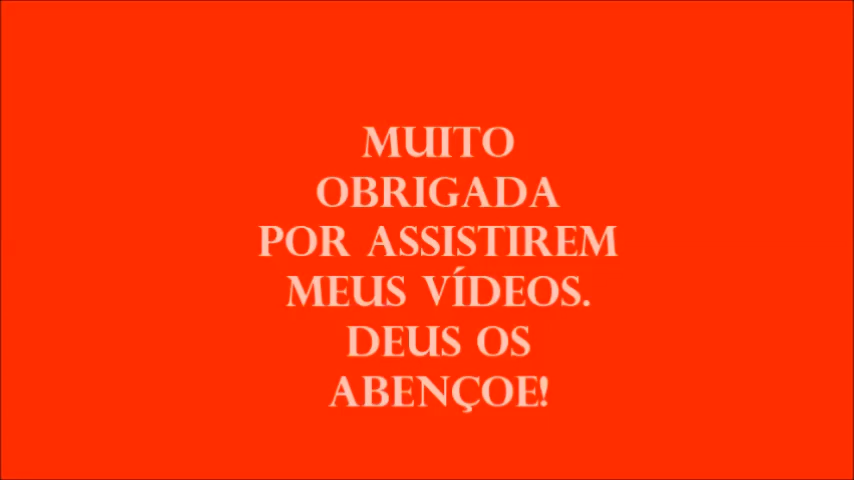 MUITO
OBRIGADA
POR ASSISTIREM
MEUS VÍDEOS.
DEUS OS
ABENÇOE!